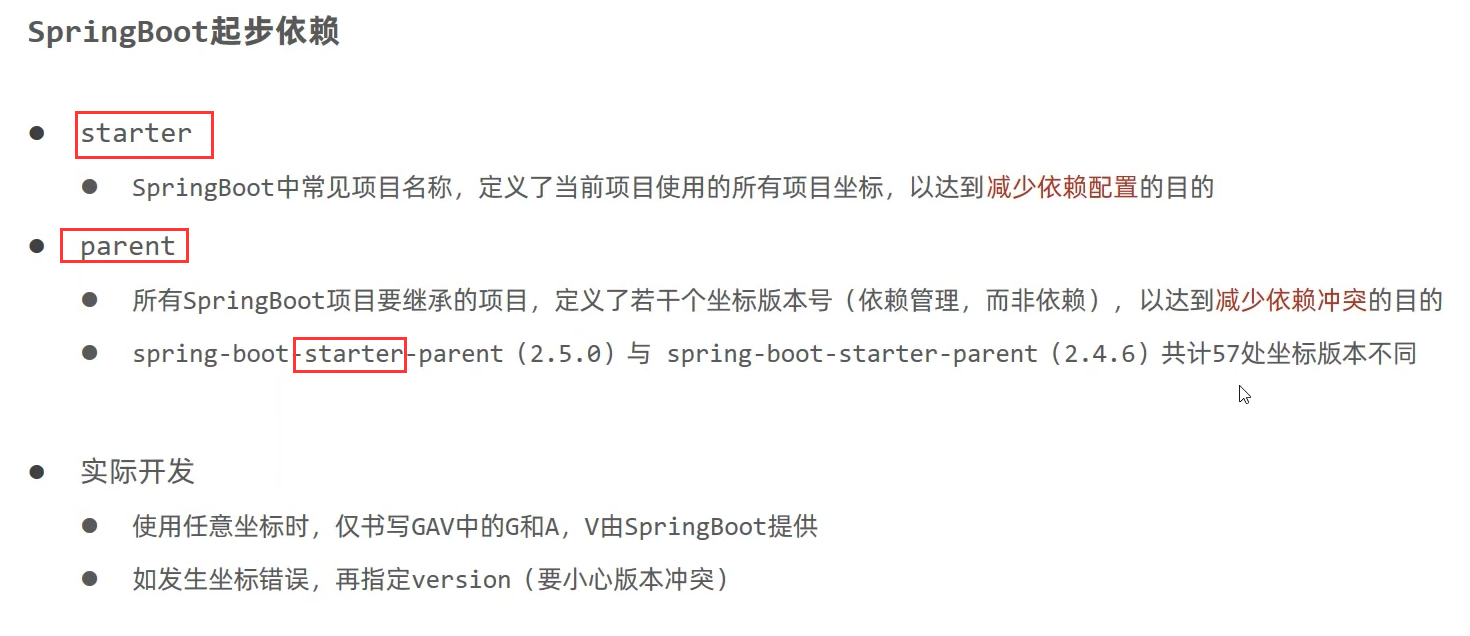 SpringBoot起步依赖
starter
SpringBoot中常见项目名称，定义了当前项目使用的所有项目坐标，以达到减少依赖配置的目的
parent
所有SpringBoot项目要继承的项目，定义了若干个坐标版本号（依赖管理，而非依赖），以达到减少依赖冲突的目的
spring-boot-starter-parent（2.5.0）与 spring-boot-starter-parent（2.4.6）共计57处坐标版本不同
实际开发
使用任意坐标时，仅书写GAV中的G和A，V由SpringBoot提供
如发生坐标错误，再指定version（要小心版本冲突）